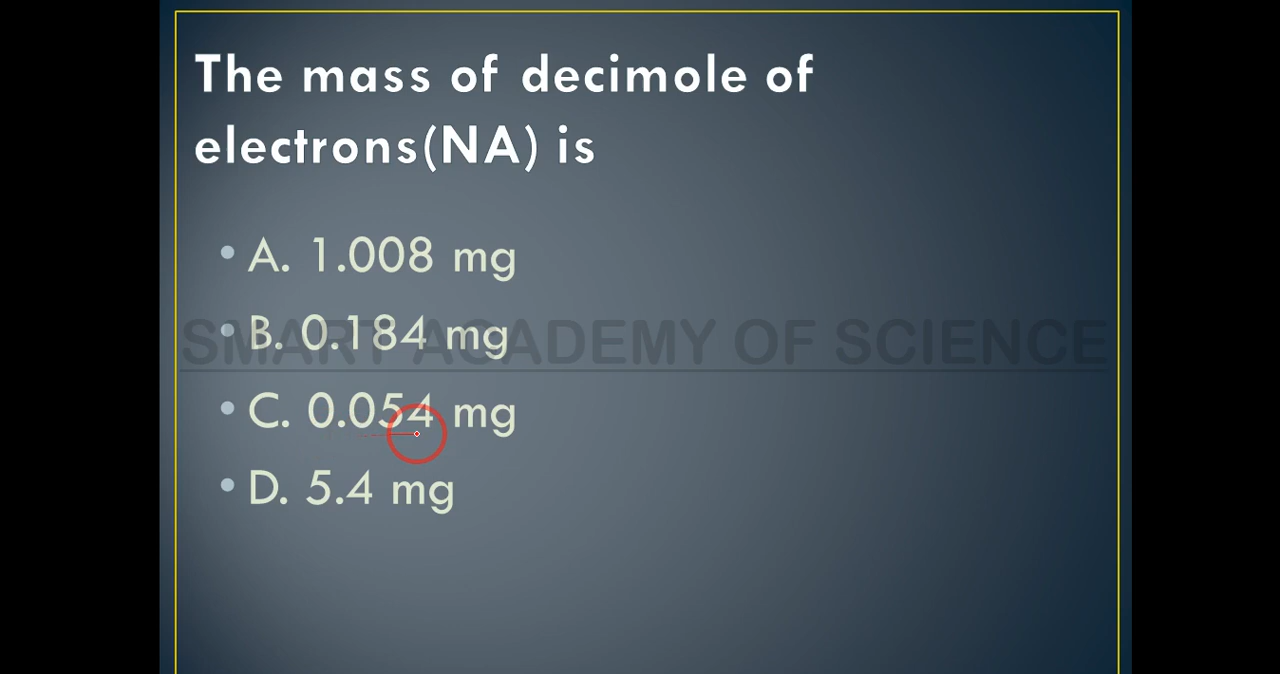 The mass of decimole of
electrons(NA) is
• A. 1.008 mg
• B. 0.184 mg
SMART ACADEMY OF SCIENCE
• C. 0.054 mg
• D. 5.4 mg